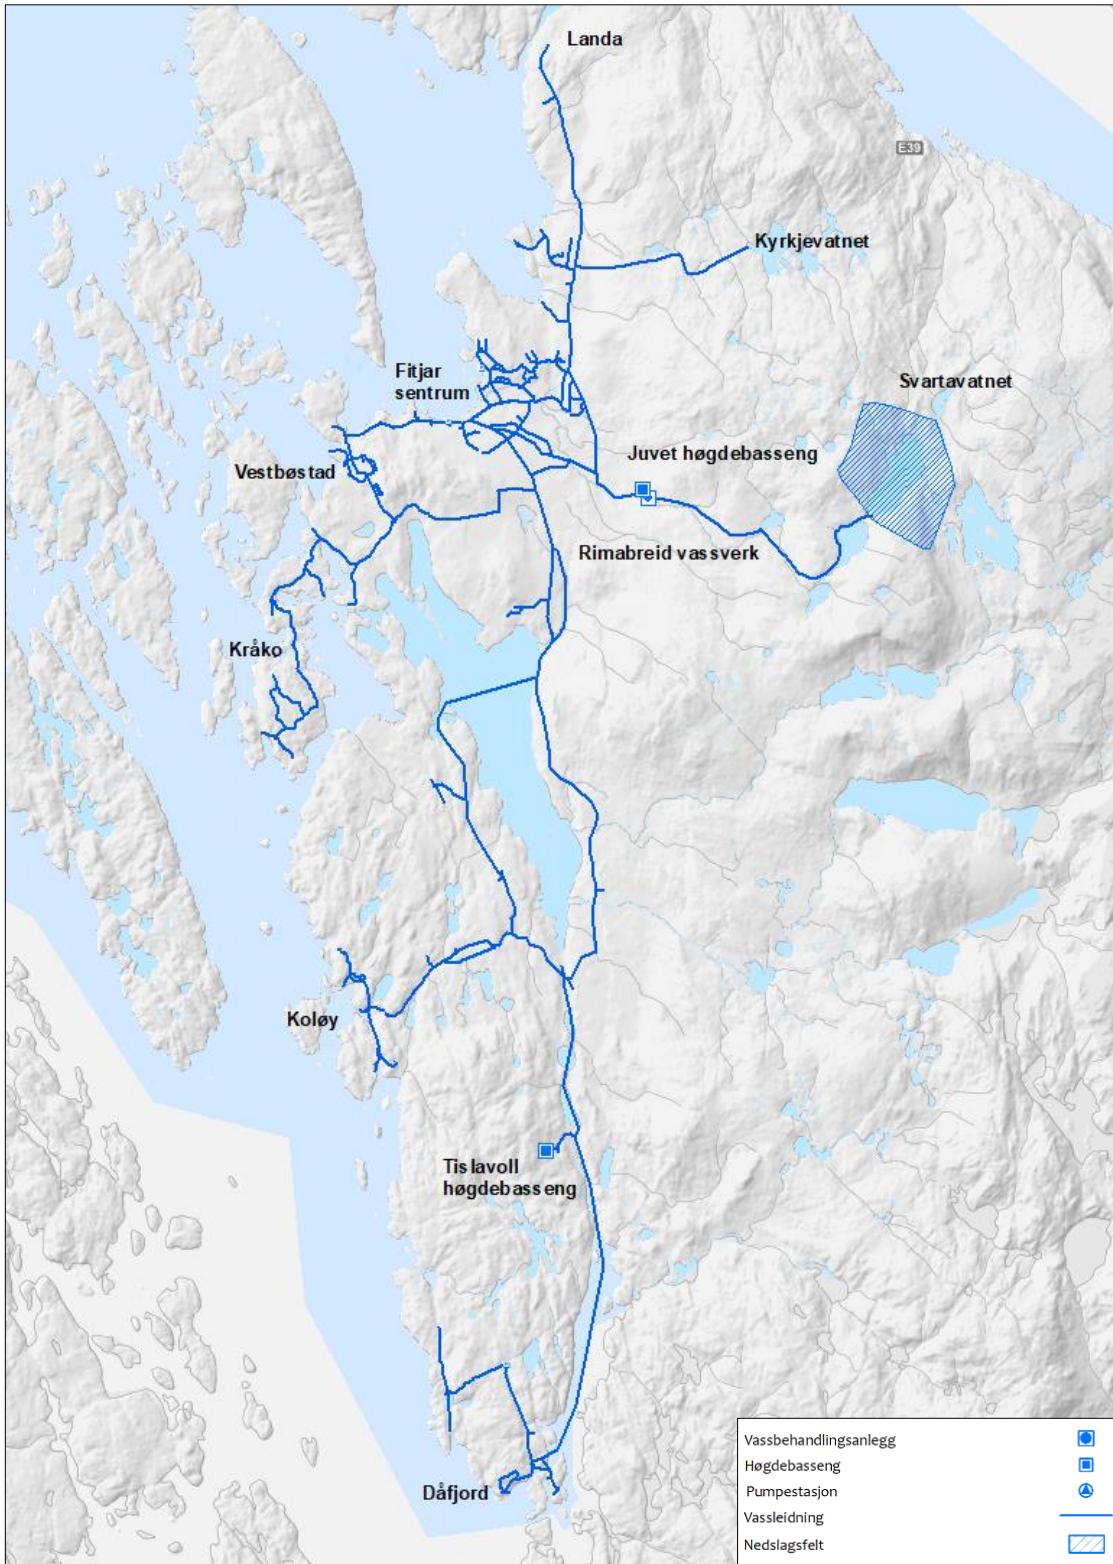 Landa
E39
Kyrkjevatnet
Fitjar
sentrum
Svartavatnet
Juvet høgdebasseng
Vestbøstad
Rimabreid vassverk
Kråko
Koløy
Tislavoll
høgdebasseng
Dåfjord
Vassbehandlingsanlegg
Høgdebasseng
Pumpestasjon
Vassleidning
Nedslagsfelt